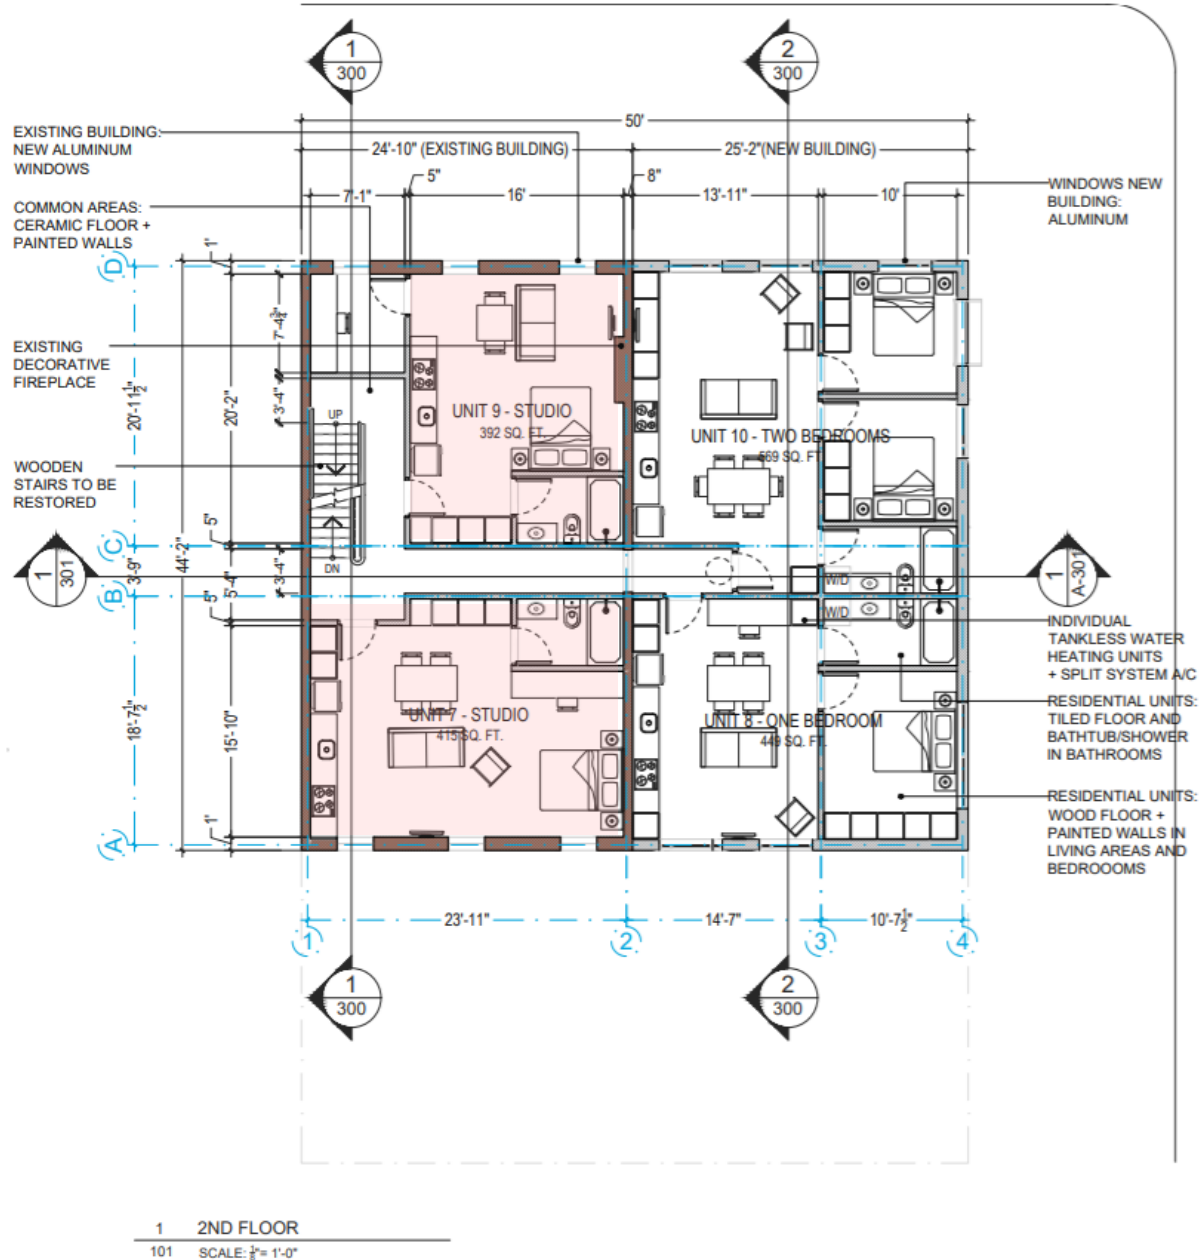 1
300
2
300
50'
24'-10" (EXISTING BUILDING)
25'-2"(NEW BUILDING)
5"
8"
7'-1"
16'
13'-11"
10'
EXISTING BUILDING:
NEW ALUMINUM
WINDOWS
COMMON AREAS:
CERAMIC FLOOR +
PAINTED WALLS
EXISTING
DECORATIVE
FIREPLACE
WOODEN
STAIRS TO BE
RESTORED
WINDOWS NEW
BUILDING:
ALUMINUM
D
C
B
A
1'
7'-4¾"
3'-4"
20'-11½"
20'-2"
5"
44'-2"
3'-9"
5'-4"
3'-4"
5"
18'-7½"
15'-10"
1'
UP
DN
UNIT 9 - STUDIO
392 SQ. FT.
UNIT 10 - TWO BEDROOMS
569 SQ. FT.
1
301
1
A-301
W/D
W/D
UNIT 7 - STUDIO
415 SQ. FT.
UNIT 8 - ONE BEDROOM
449 SQ. FT.
INDIVIDUAL
TANKLESS WATER
HEATING UNITS
+ SPLIT SYSTEM A/C
RESIDENTIAL UNITS:
TILED FLOOR AND
BATHTUB/SHOWER
IN BATHROOMS
RESIDENTIAL UNITS:
WOOD FLOOR +
PAINTED WALLS IN
LIVING AREAS AND
BEDROOOMS
23'-11"
14'-7"
10'-7½"
1
2
3
4
1
300
2
300
1 2ND FLOOR
101 SCALE: ⅛"= 1'-0"